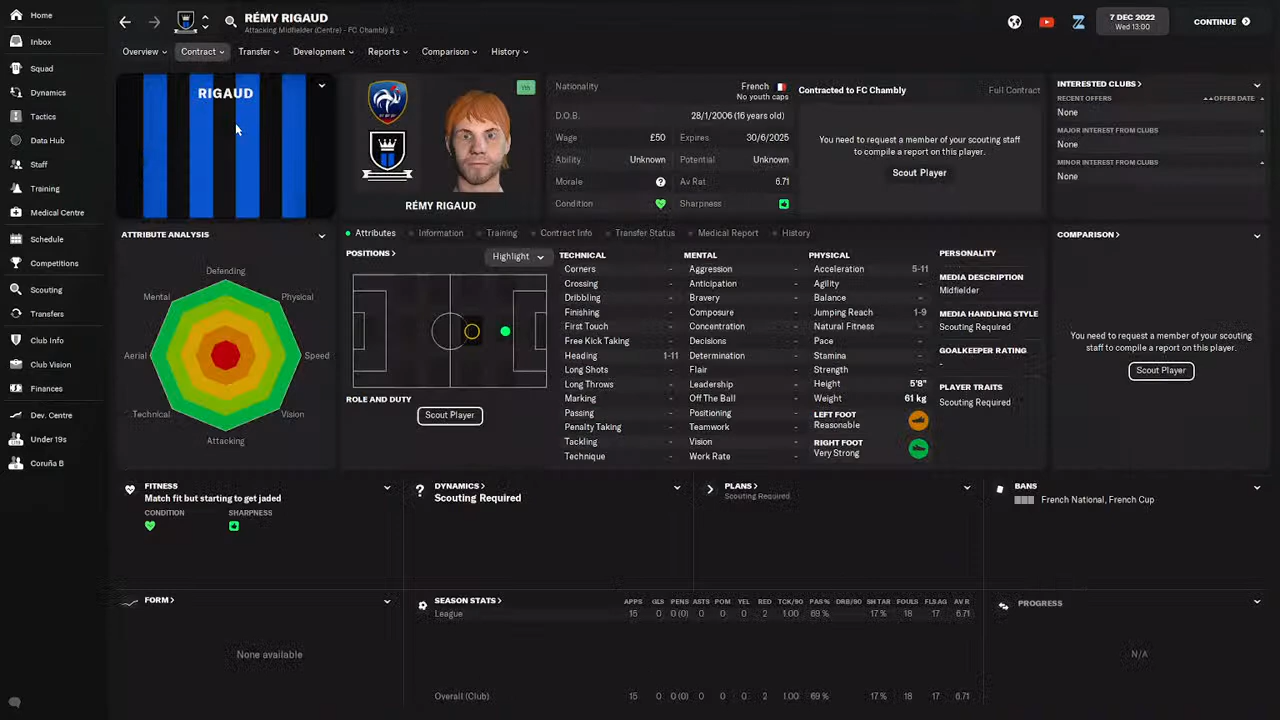 Home
RÉMY RIGAUD
Attacking Midfielder (Centre) - FC Chambly 2
7 DEC 2022
Wed 13:00
CONTINUE
Inbox
Overview Contract Transfer Development Reports Comparison History
Squad
Dynamics
Tactics
Data Hub
Staff
Training
Medical Centre
Schedule
Competitions
Scouting
Transfers
Club Info
Club Vision
Finances
Dev. Centre
Under 19s
Coruña B
RIGAUD
RÉMY RIGAUD
Nationality French
No youth caps
D.O.B. 28/1/2006 (16 years old)
Wage £50 Expires 30/6/2025
Ability Unknown Potential Unknown
Morale ? Av Rat 6.71
Condition Sharpness
Contracted to FC Chambly Full Contract
You need to request a member of your scouting staff
to compile a report on this player.
Scout Player
INTERESTED CLUBS >
RECENT OFFERS OFFER DATE
None
MAJOR INTEREST FROM CLUBS
None
MINOR INTEREST FROM CLUBS
None
ATTRIBUTE ANALYSIS
Defending
Mental Physical
Aerial Speed
Technical Vision
Attacking
Attributes Information Training Contract Info Transfer Status Medical Report History
POSITIONS >
Highlight
ROLE AND DUTY
Scout Player
TECHNICAL
Corners -
Crossing -
Dribbling -
Finishing -
First Touch -
Free Kick Taking -
Heading 1-11
Long Shots -
Long Throws -
Marking -
Passing -
Penalty Taking -
Tackling -
Technique -
MENTAL
Aggression -
Anticipation -
Bravery -
Composure -
Concentration -
Decisions -
Determination -
Flair -
Leadership -
Off The Ball -
Positioning -
Teamwork -
Vision -
Work Rate -
PHYSICAL
Acceleration 5-11
Agility -
Balance -
Jumping Reach 1-9
Natural Fitness -
Pace -
Stamina -
Strength -
Height 5'8"
Weight 61 kg
LEFT FOOT
Reasonable
RIGHT FOOT
Very Strong
PERSONALITY
MEDIA DESCRIPTION
Midfielder
MEDIA HANDLING STYLE
Scouting Required
GOALKEEPER RATING
-
PLAYER TRAITS
Scouting Required
COMPARISON >
You need to request a member of your scouting
staff to compile a report on this player.
Scout Player
FITNESS
Match fit but starting to get jaded
CONDITION SHARPNESS
? DYNAMICS >
Scouting Required
PLANS >
Scouting Required
BANS
French National, French Cup
FORM >
None available
SEASON STATS > APPS GLS PENS ASTS POM YEL RED TCK/90 PAS % DRB/90 SH TAR FOULS FLS AG AV R
League 15 0 0 (0) 0 0 0 2 1.00 69 % 17 % 18 17 6.71
Overall (Club) 15 0 0 (0) 0 0 0 2 1.00 69 % 17 % 18 17 6.71
PROGRESS
N/A